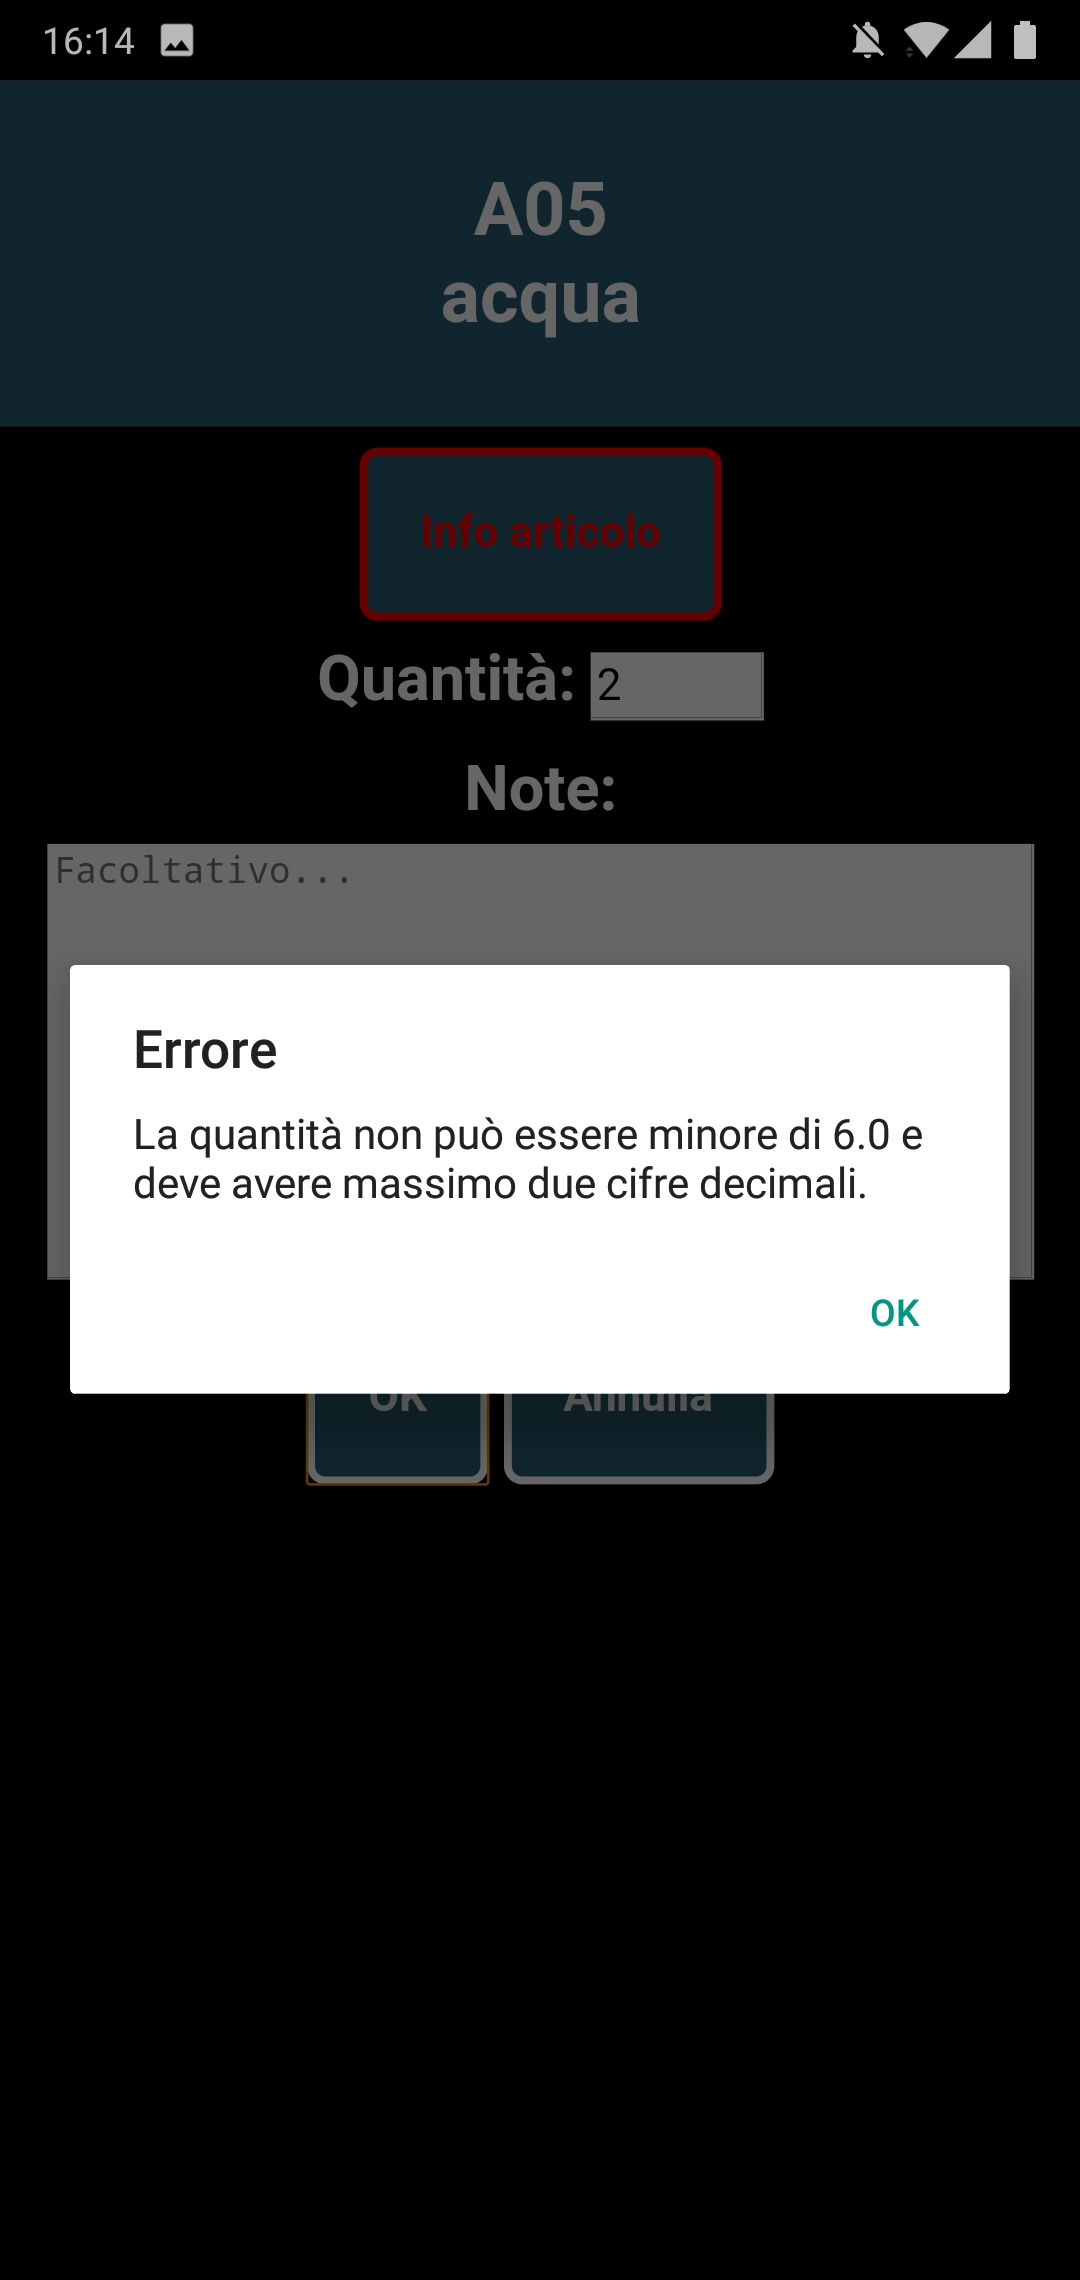 16:14
A05
acqua
Info articolo
Quantità: 2
Note:
Facoltativo...
Errore
La quantità non può essere minore di 6.0 e
deve avere massimo due cifre decimali.
OK
OK Annulla